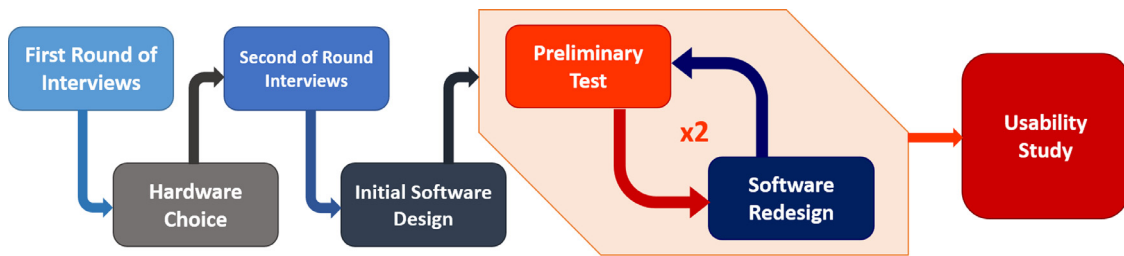 First Round of
Interviews
Hardware
Choice
Second of Round
Interviews
Initial Software
Design
Preliminary
Test
x2
Software
Redesign
Usability
Study